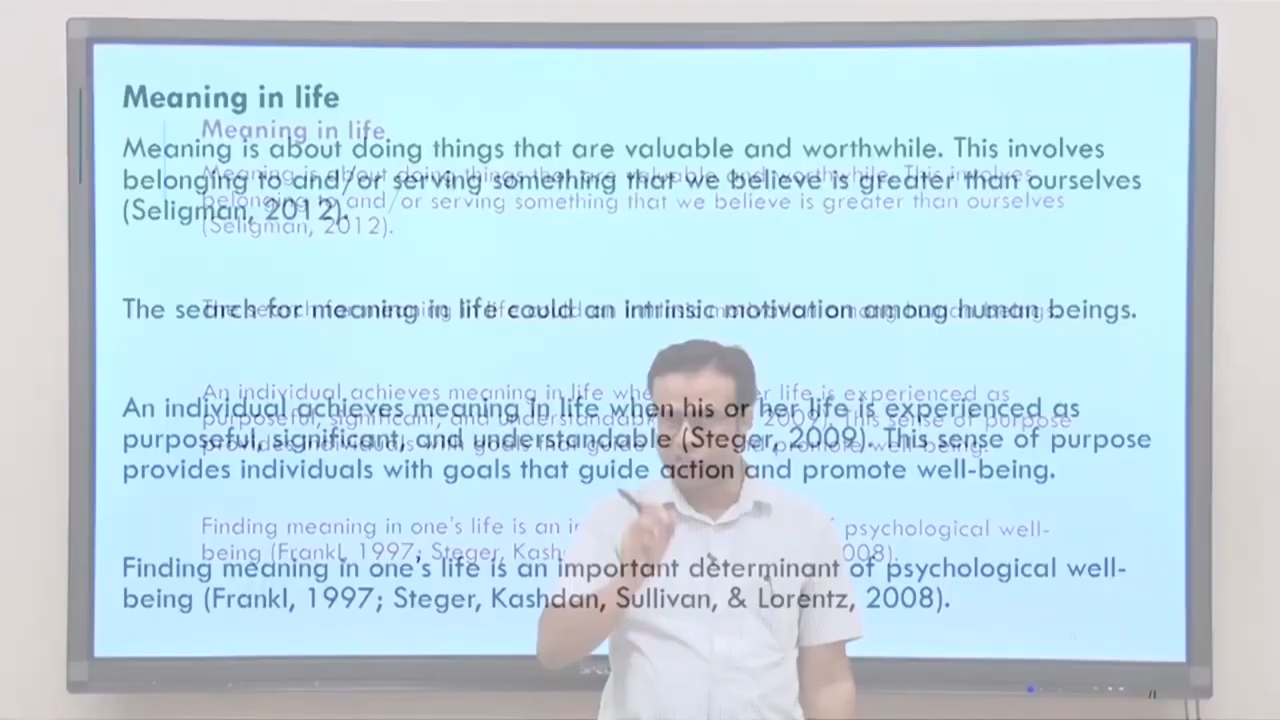 Meaning in life
Meaning is about doing things that are valuable and worthwhile. This involves
belonging to and/or serving something that we believe is greater than ourselves
(Seligman, 2012).
The search for meaning in life could an intrinsic motivation among human beings.
An individual achieves meaning in life when his or her life is experienced as
purposeful, significant, and understandable (Steger, 2009). This sense of purpose
provides individuals with goals that guide action and promote well-being.
Finding meaning in one's life is an important determinant of psychological well-
being (Frankl, 1997; Steger, Kashdan, Sullivan, & Lorentz, 2008).